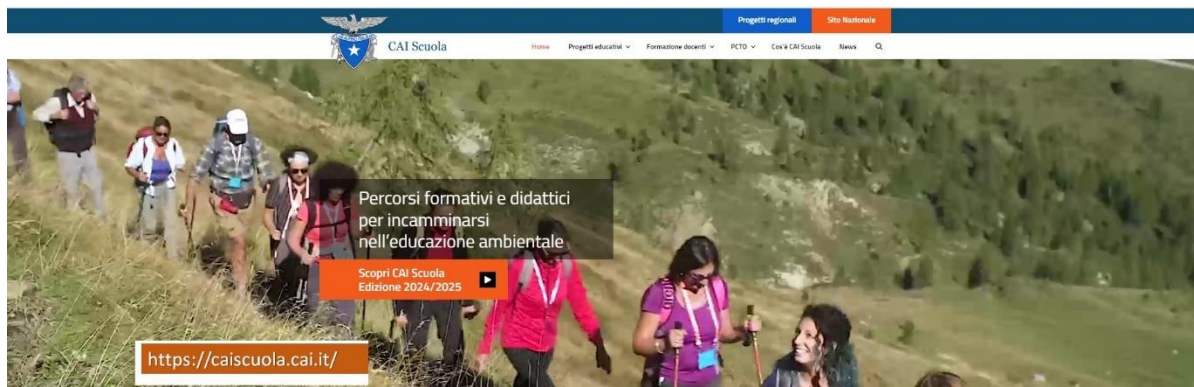 Progetti regionali
Sito Nazionale
CAI Scuola
Home
Progetti educativi
Formazione docenti
PCTO
Cos'è CAI Scuola
News
Percorsi formativi e didattici
per incamminarsi
nell'educazione ambientale
Scopri CAI Scuola
Edizione 2024/2025
https://caiscuola.cai.it/